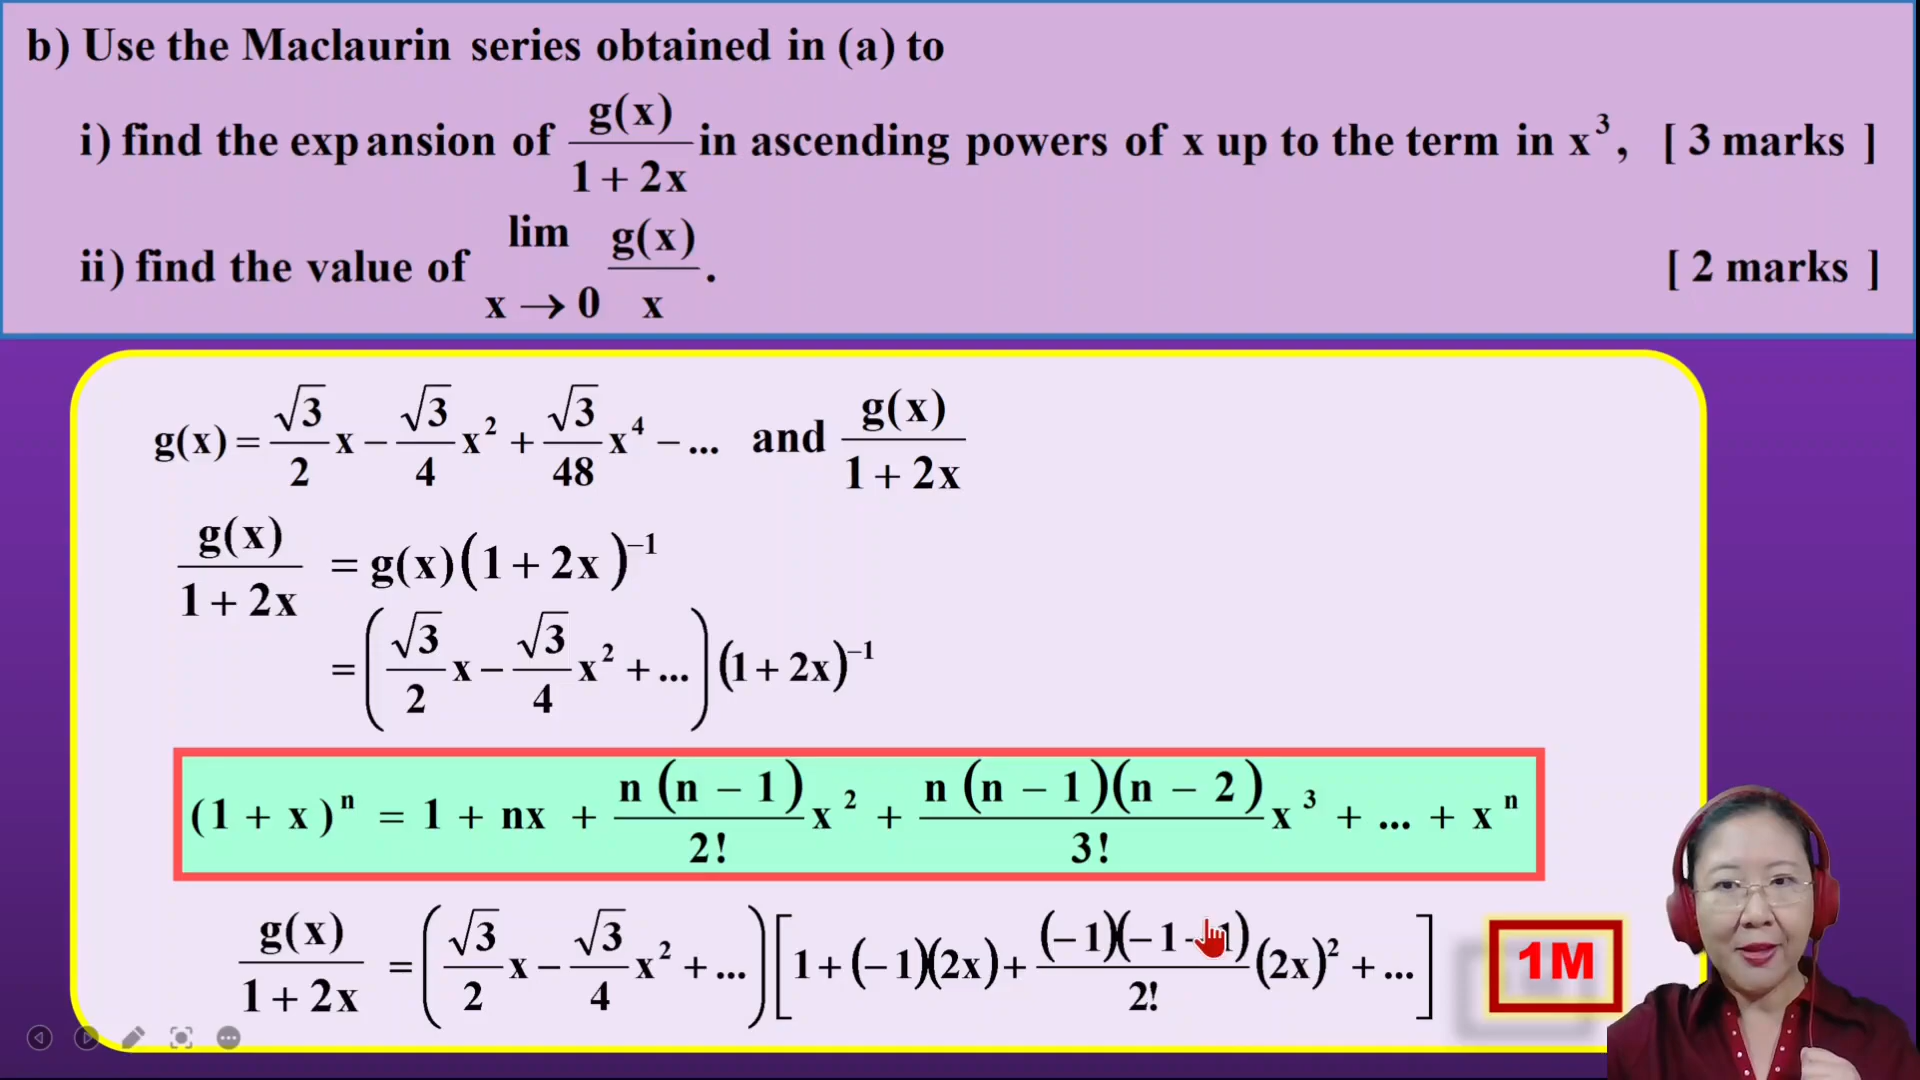 b) Use the Maclaurin series obtained in (a) to
i) find the expansion of g(x)/(1 + 2x) in ascending powers of x up to the term in x³, [ 3 marks ]
ii) find the value of lim x → 0 g(x)/x. [ 2 marks ]
g(x) = √3/2 x − √3/4 x² + √3/48 x⁴ − ... and g(x)/(1 + 2x)
g(x)/(1 + 2x) = g(x)(1 + 2x)⁻¹
= (√3/2 x − √3/4 x² + ...)(1 + 2x)⁻¹
(1 + x)ⁿ = 1 + nx + n(n − 1)/2! x² + n(n − 1)(n − 2)/3! x³ + ... + xⁿ
g(x)/(1 + 2x) = (√3/2 x − √3/4 x² + ...)[1 + (−1)(2x) + (−1)(−1 − 1)/2! (2x)² + ...] 1M